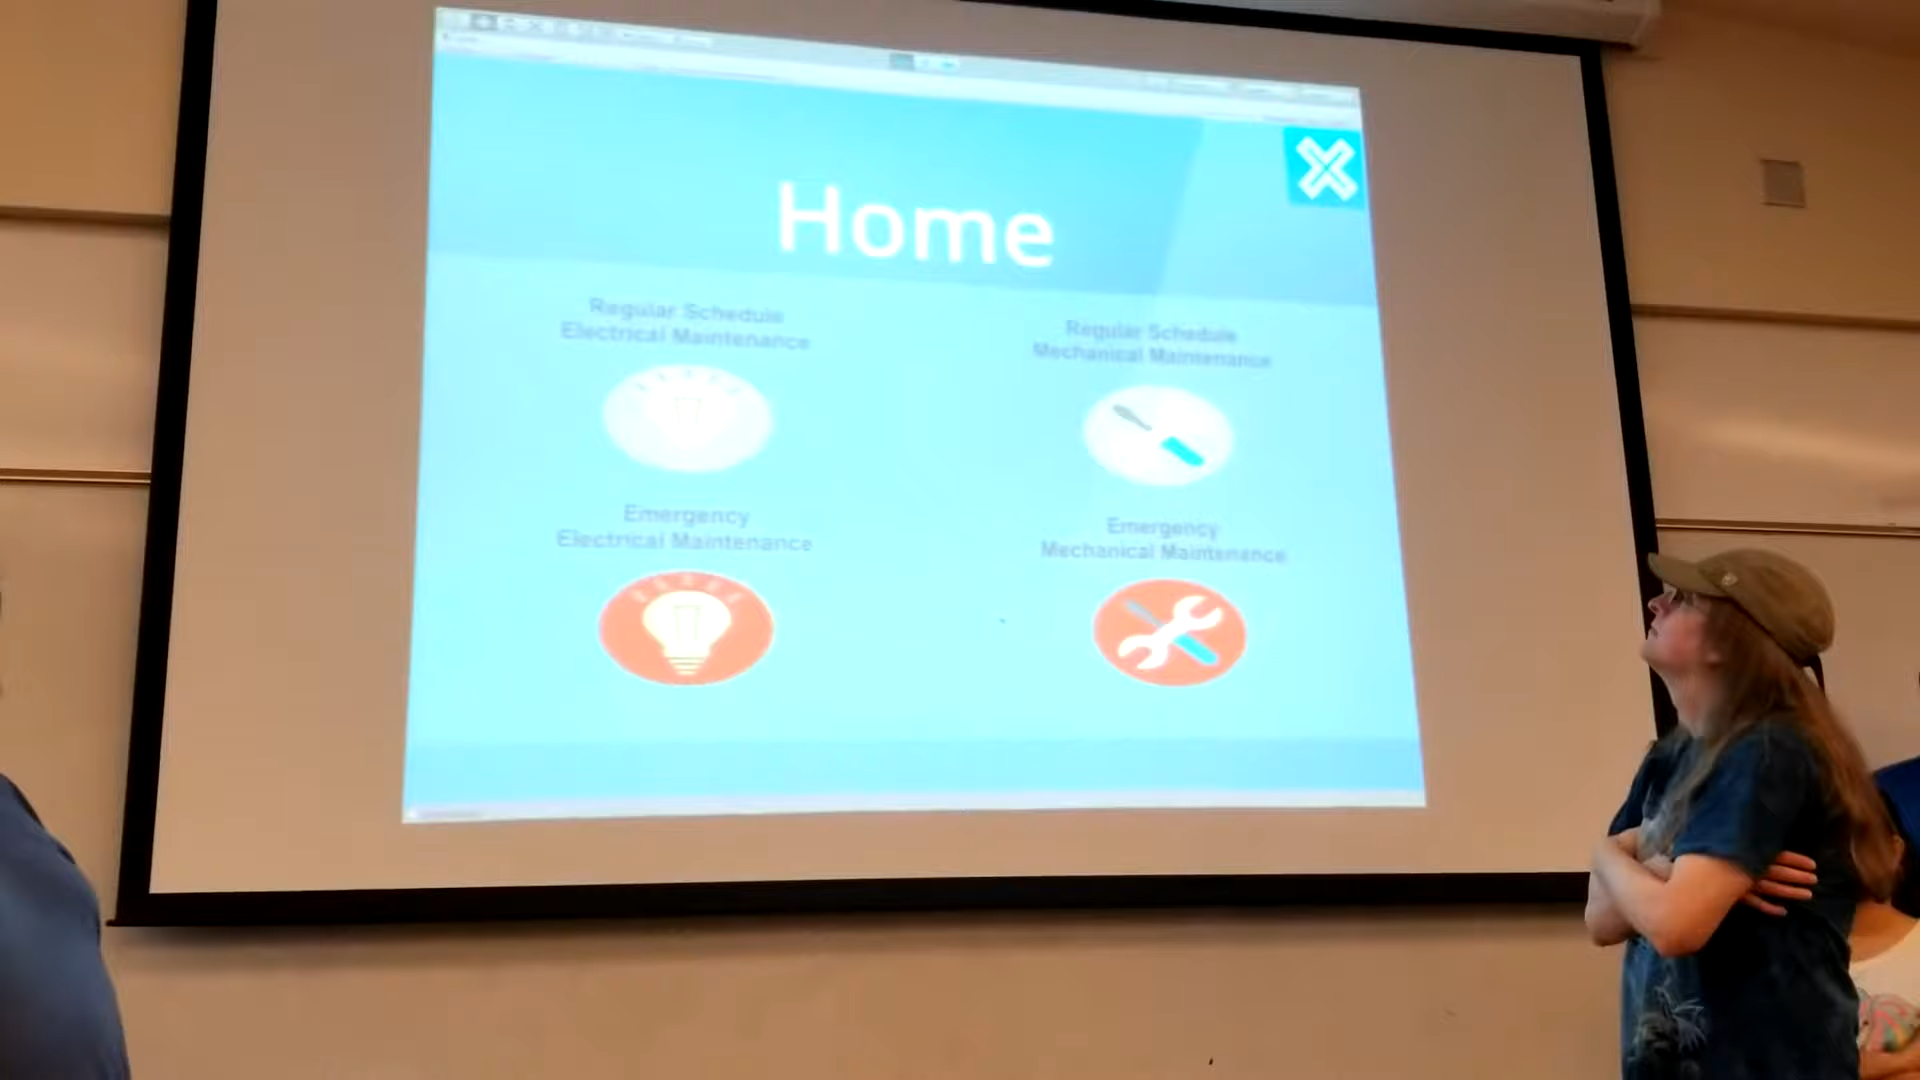 Home
Regular Schedule
Electrical Maintenance
Regular Schedule
Mechanical Maintenance
Emergency
Electrical Maintenance
Emergency
Mechanical Maintenance